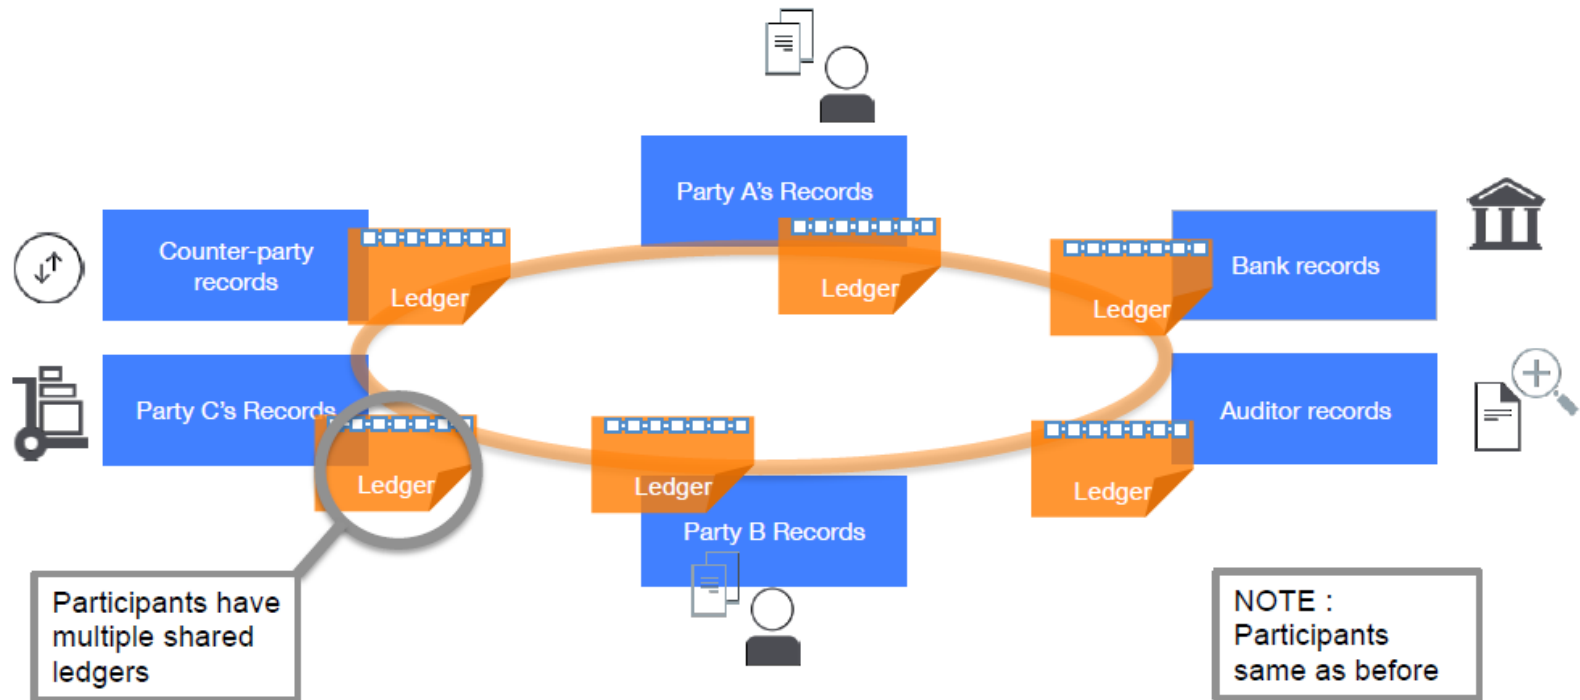 Party A's Records
Ledger
Counter-party
records
Ledger
Bank records
Ledger
Party C's Records
Ledger
Ledger
Party B Records
Auditor records
Ledger
Participants have
multiple shared
ledgers
NOTE :
Participants
same as before